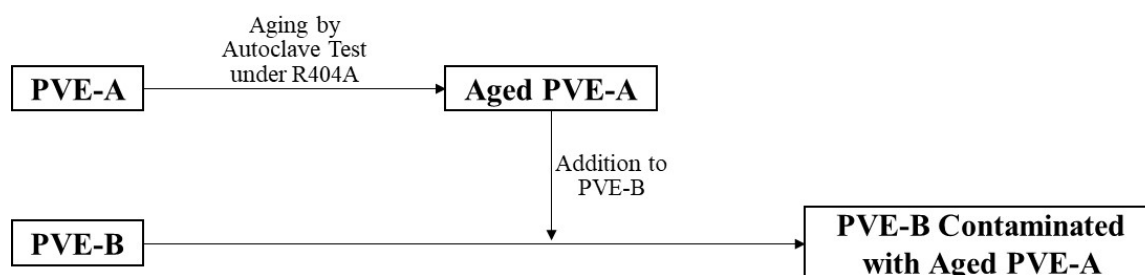 Aging by
Autoclave Test
under R404A
PVE-A
Aged PVE-A
Addition to
PVE-B
PVE-B
PVE-B Contaminated
with Aged PVE-A